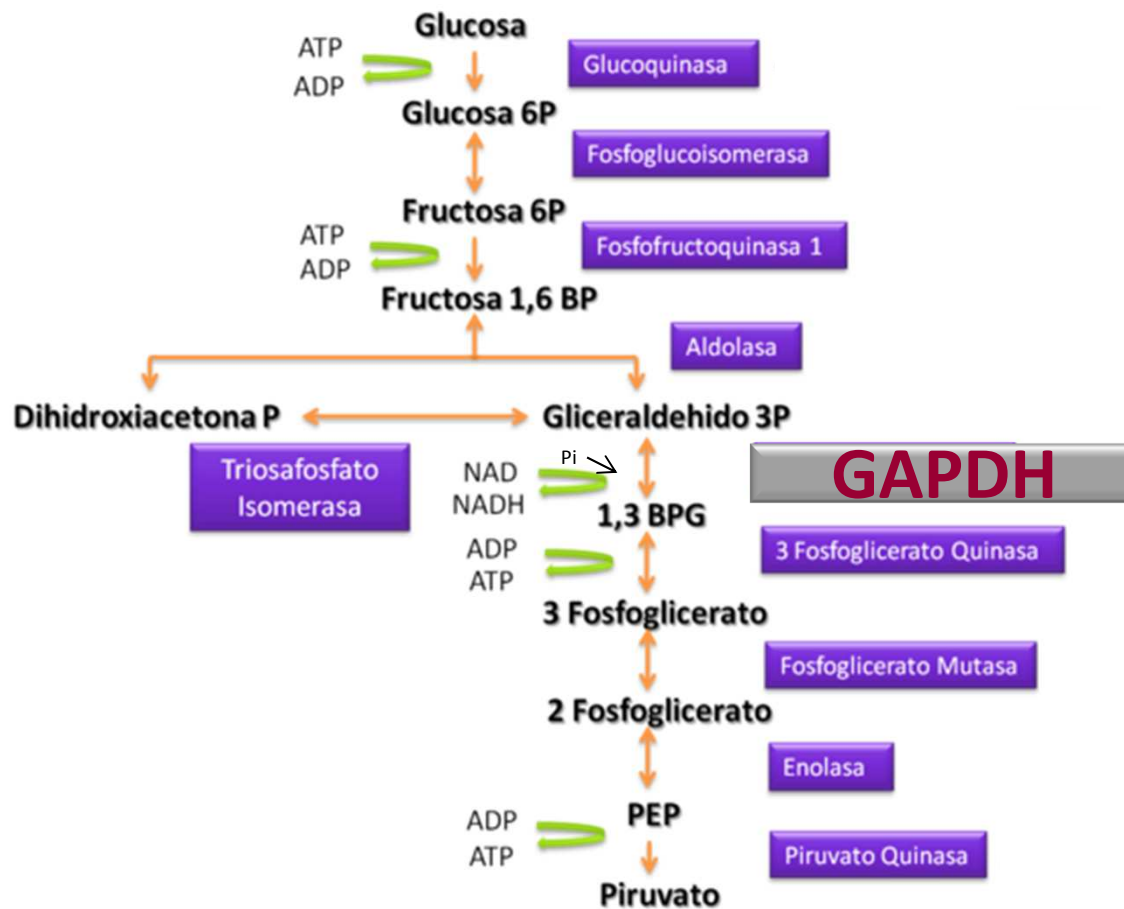 Glucosa
ATP
ADP
Glucoquinasa
Glucosa 6P
Fosfoglucoisomerasa
Fructosa 6P
ATP
ADP
Fosfofructoquinasa 1
Fructosa 1,6 BP
Aldolasa
Dihidroxiacetona P
Gliceraldehido 3P
Triosafosfato
Isomerasa
Pi
NAD
NADH
GAPDH
1,3 BPG
ADP
ATP
3 Fosfoglicerato Quinasa
3 Fosfoglicerato
Fosfoglicerato Mutasa
2 Fosfoglicerato
Enolasa
PEP
ADP
ATP
Piruvato Quinasa
Piruvato